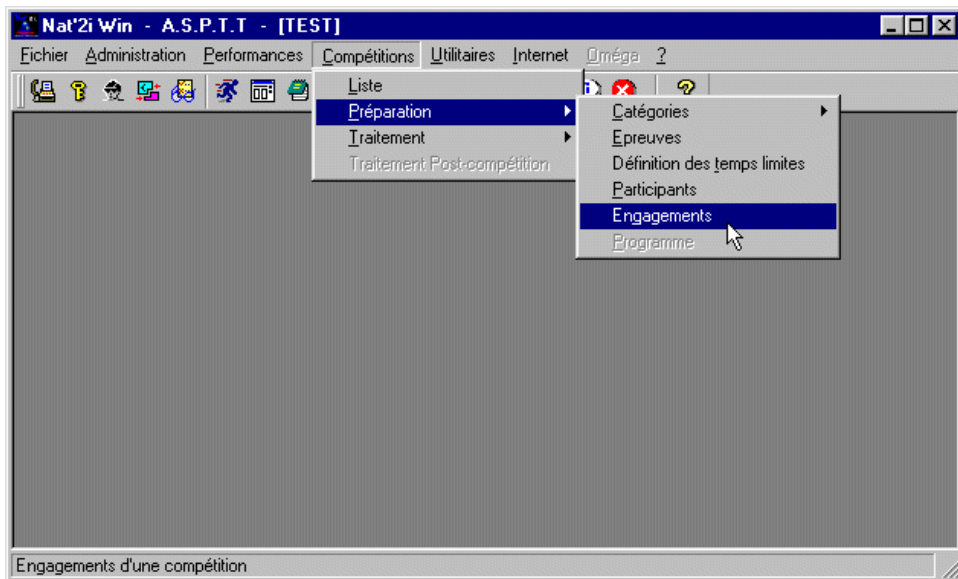 Nat'2i Win - A.S.P.T.T - [TEST]
Fichier Administration Performances Compétitions Utilitaires Internet Oméga ?
Liste
Préparation
Traitement
Traitement Post-compétition
Catégories
Epreuves
Définition des temps limites
Participants
Engagements
Programme
Engagements d'une compétition